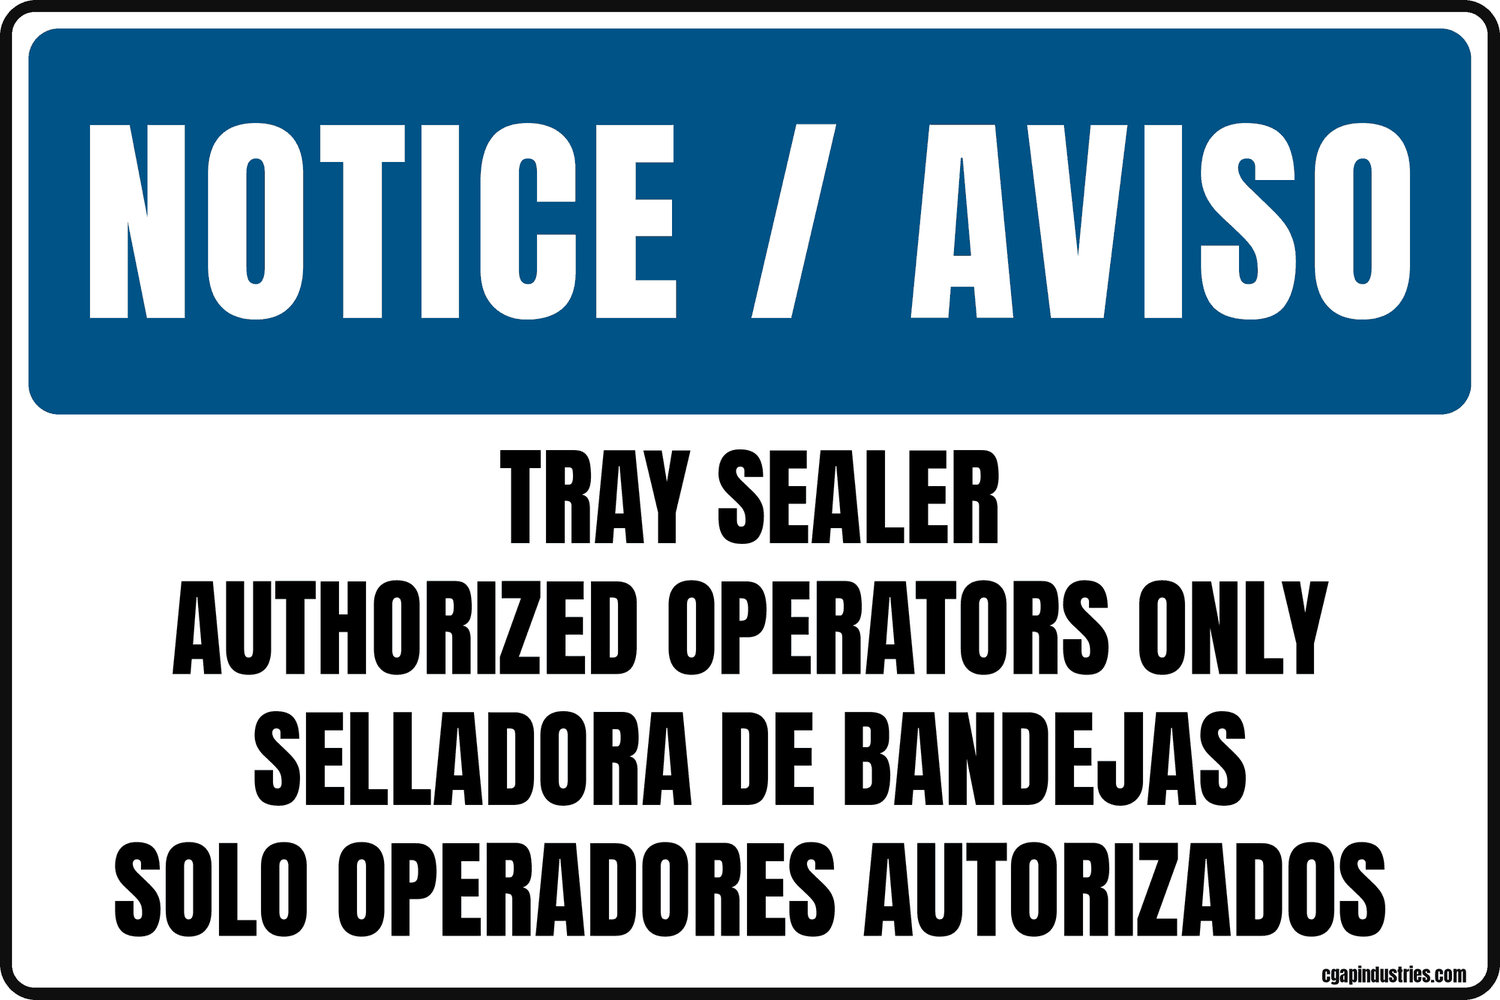 NOTICE / AVISO
TRAY SEALER
AUTHORIZED OPERATORS ONLY
SELLADORA DE BANDEJAS
SOLO OPERADORES AUTORIZADOS
cgapindustries.com